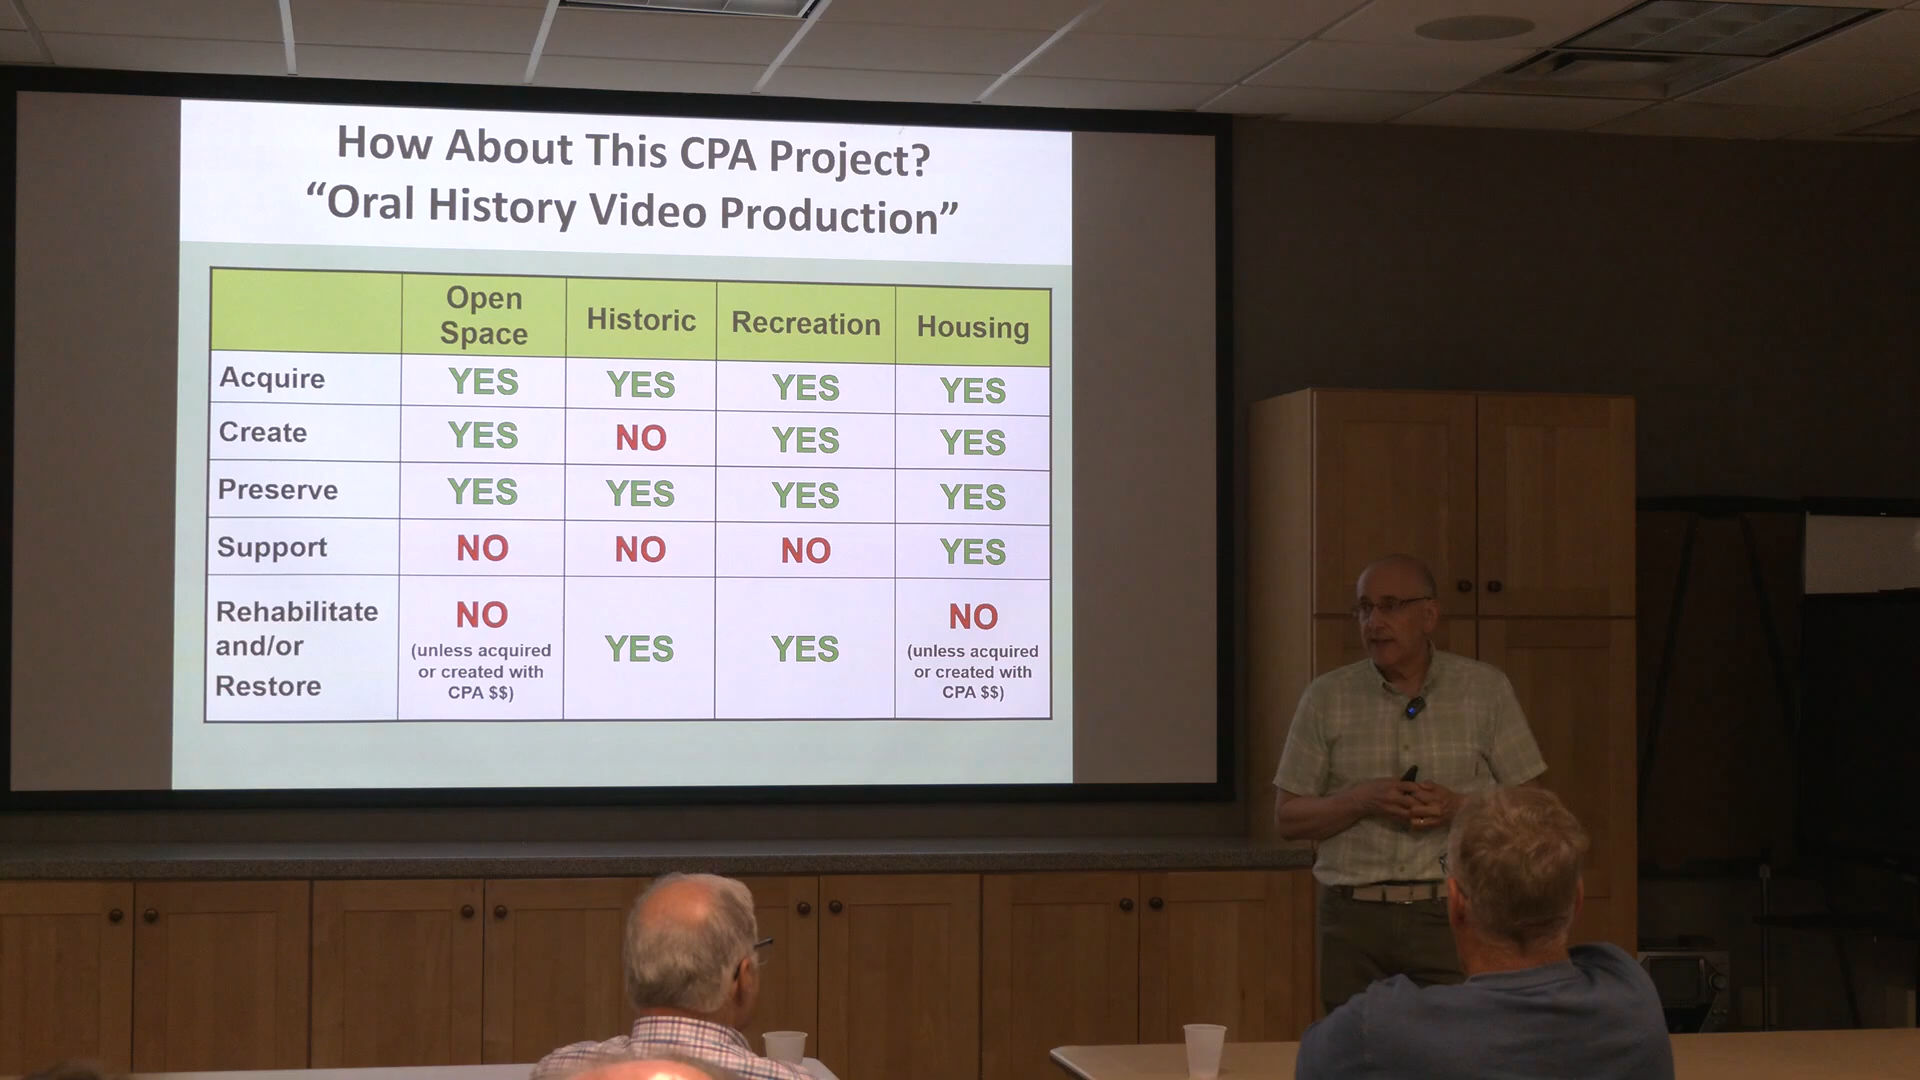 How About This CPA Project?
“Oral History Video Production”
Open Space Historic Recreation Housing
Acquire YES YES YES YES
Create YES NO YES YES
Preserve YES YES YES YES
Support NO NO NO YES
Rehabilitate and/or Restore NO (unless acquired or created with CPA $$) YES YES NO (unless acquired or created with CPA $$)